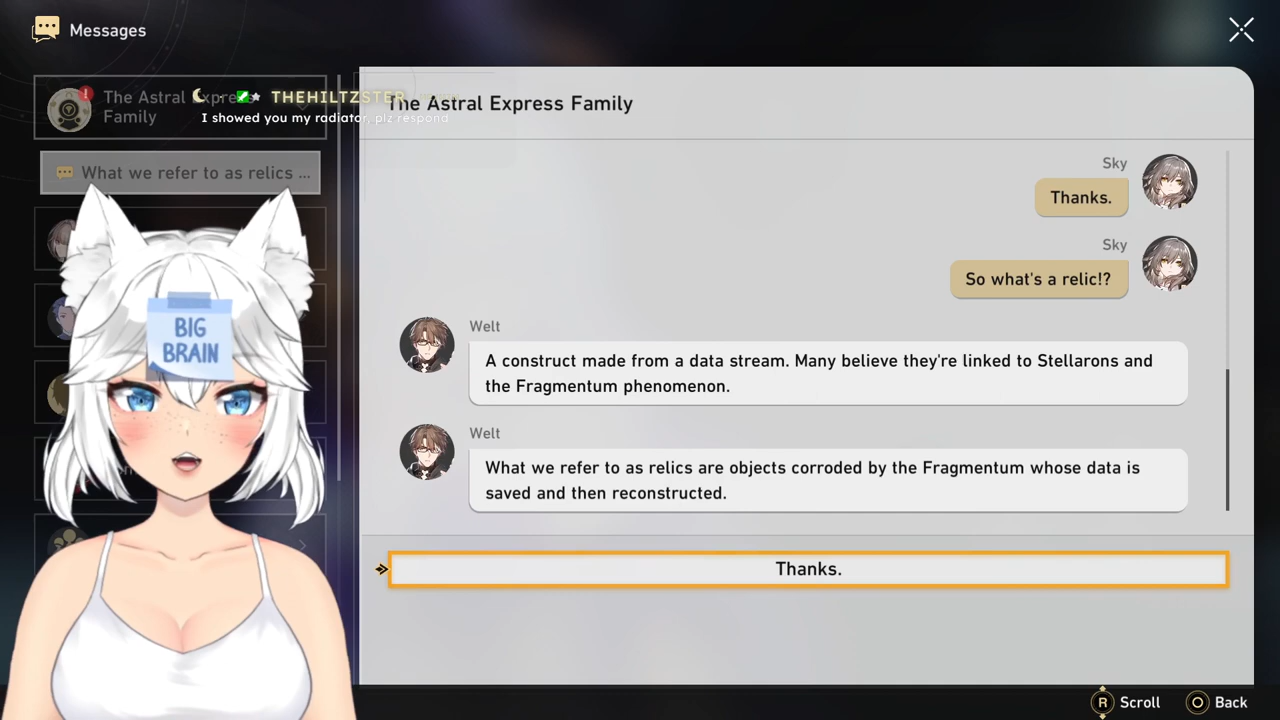 Messages
The Astral Express
Family
THEHILTZSTER
I showed you my radiator, plz respond
What we refer to as relics ...
BIG
BRAIN
The Astral Express Family
Sky
Thanks.
Sky
So what's a relic!?
Welt
A construct made from a data stream. Many believe they're linked to Stellarons and
the Fragmentum phenomenon.
Welt
What we refer to as relics are objects corroded by the Fragmentum whose data is
saved and then reconstructed.
Thanks.
R Scroll
Back